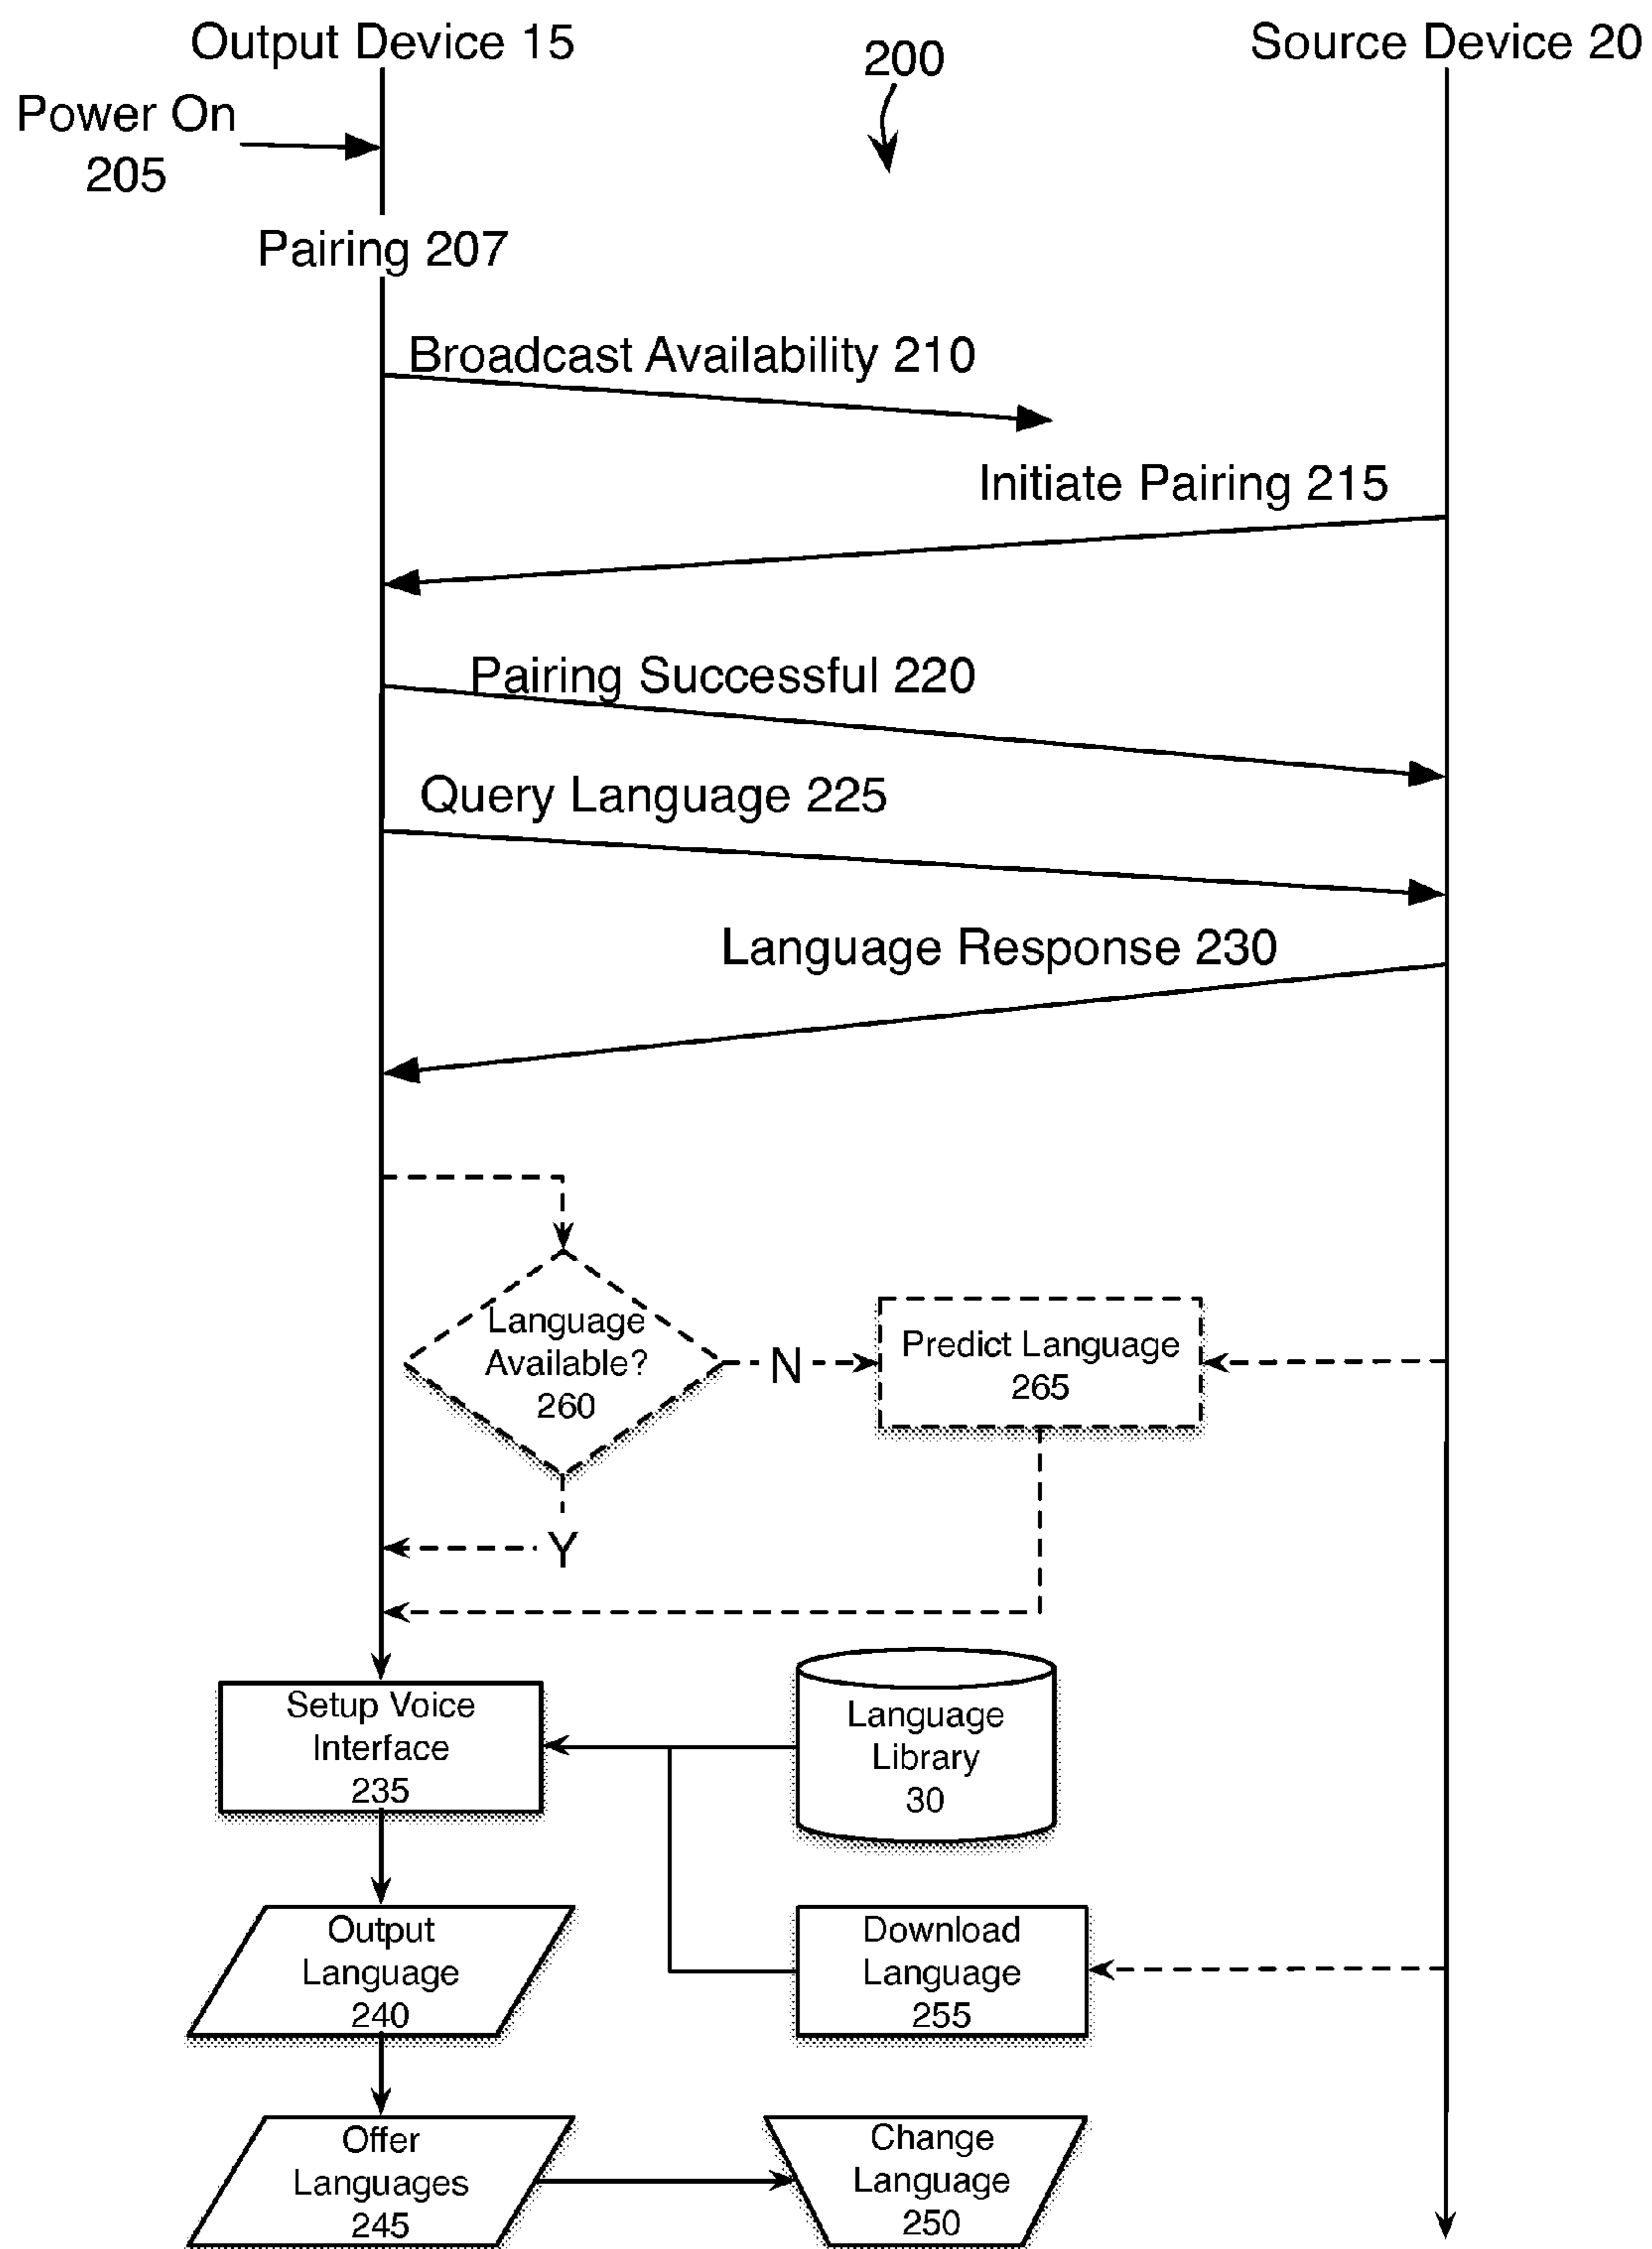 Output Device 15
200
Source Device 20
Power On
205
Pairing 207
Broadcast Availability 210
Initiate Pairing 215
Pairing Successful 220
Query Language 225
Language Response 230
Language
Available?
260
N
Predict Language
265
Y
Setup Voice
Interface
235
Language
Library
30
Output
Language
240
Download
Language
255
Offer
Languages
245
Change
Language
250